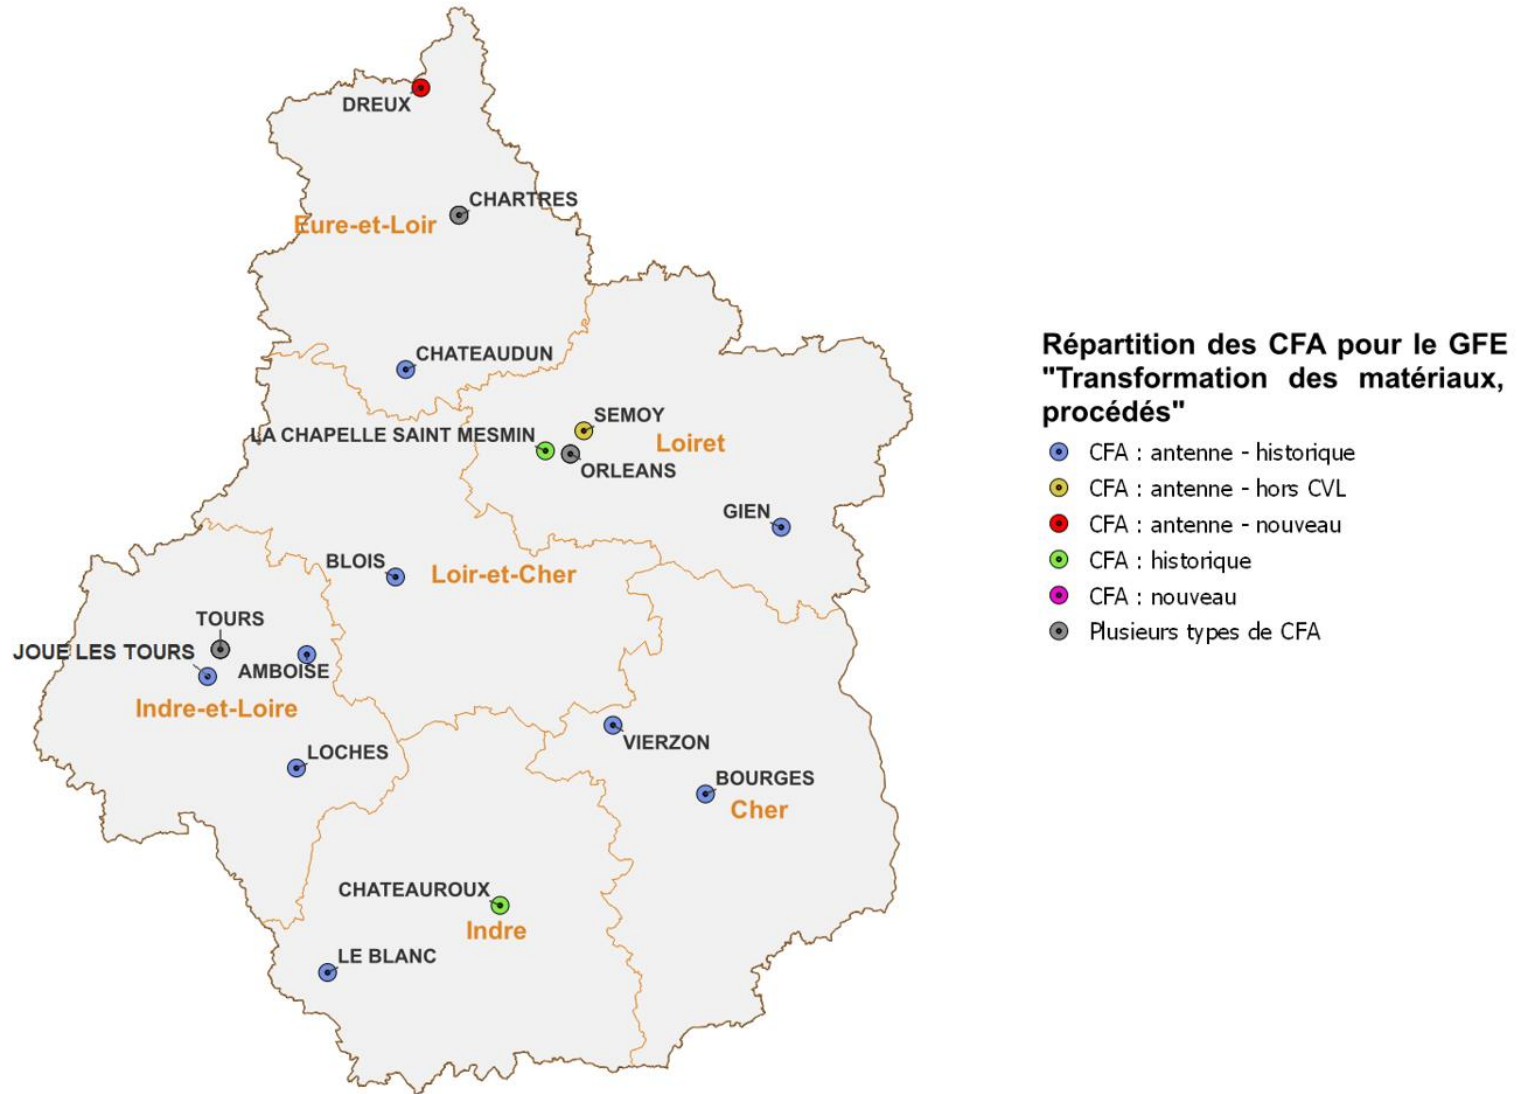 DREUX
CHARTRES
Eure-et-Loir
CHATEAUDUN
SEMOY
LA CHAPELLE SAINT MESMIN
Loiret
ORLEANS
GIEN
BLOIS
Loir-et-Cher
TOURS
JOUE LES TOURS
AMBOISE
Indre-et-Loire
LOCHES
VIERZON
BOURGES
Cher
CHATEAUROUX
Indre
LE BLANC
Répartition des CFA pour le GFE
"Transformation des matériaux,
procédés"
CFA : antenne - historique
CFA : antenne - hors CVL
CFA : antenne - nouveau
CFA : historique
CFA : nouveau
Plusieurs types de CFA